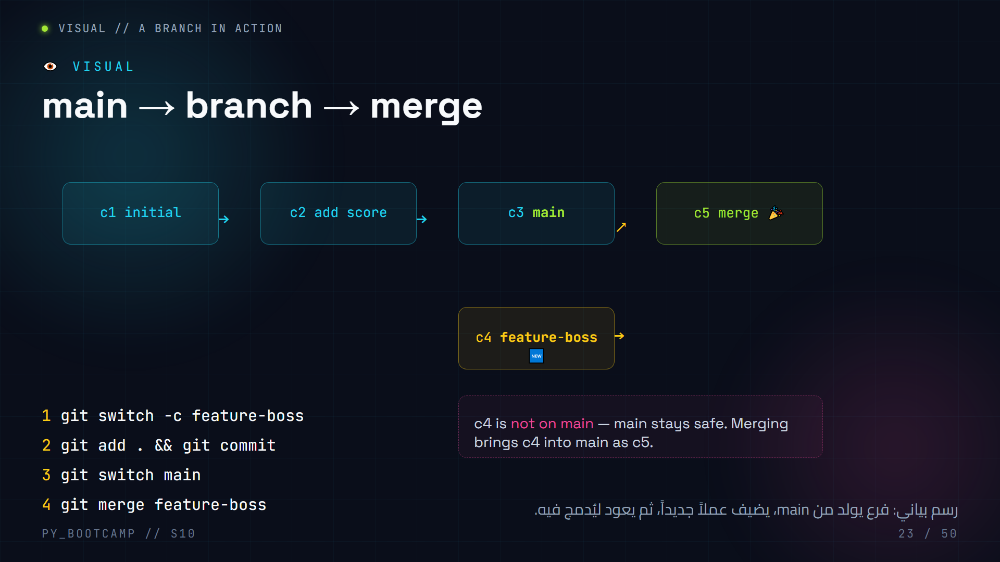 VISUAL // A BRANCH IN ACTION
👁 VISUAL
main → branch → merge
c1 initial →
c2 add score →
c3 main ↗
c5 merge 🎉
c4 feature-boss →
🆕
1 git switch -c feature-boss
2 git add . && git commit
3 git switch main
4 git merge feature-boss
c4 is not on main — main stays safe. Merging
brings c4 into main as c5.
رسم بياني: فرع يولد من main، يضيف عملاً جديداً، ثم يعود ليُدمج فيه.
PY_BOOTCAMP // S10
23 / 50